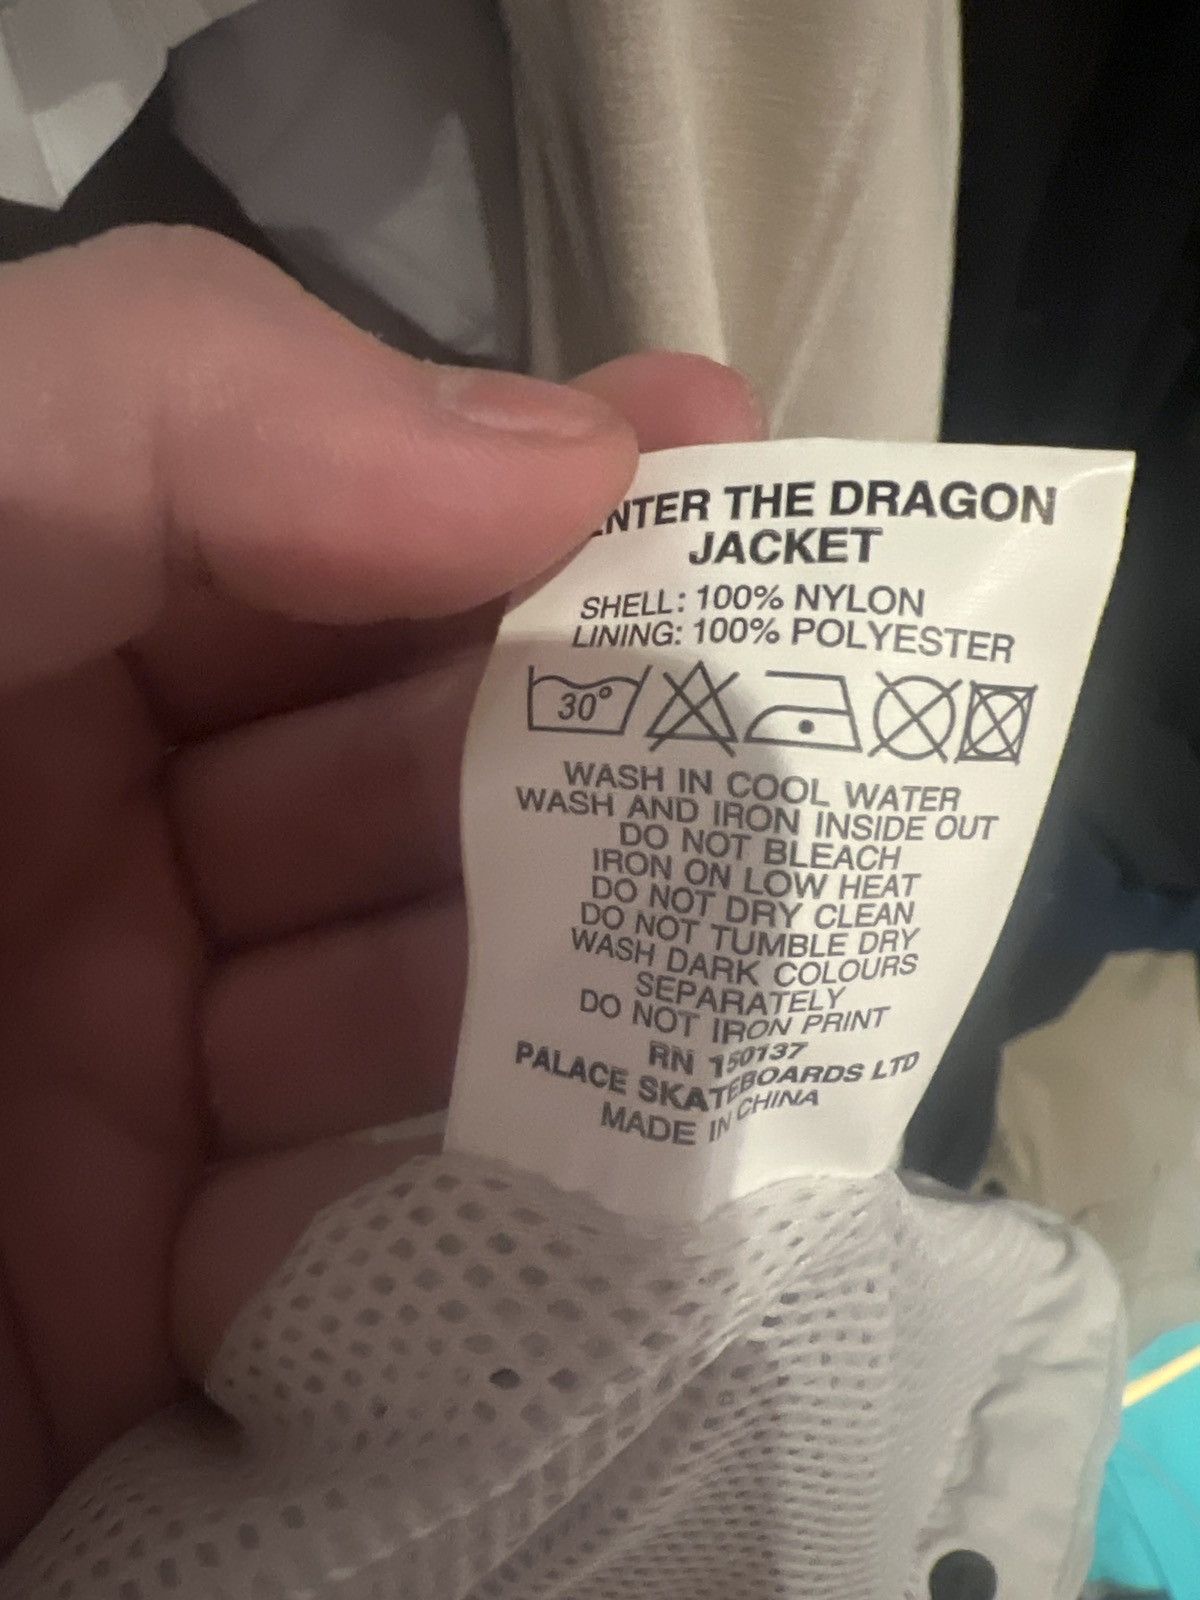 ENTER THE DRAGON
JACKET
SHELL: 100% NYLON
LINING: 100% POLYESTER
30°
WASH IN COOL WATER
WASH AND IRON INSIDE OUT
DO NOT BLEACH
IRON ON LOW HEAT
DO NOT DRY CLEAN
DO NOT TUMBLE DRY
WASH DARK COLOURS
SEPARATELY
DO NOT IRON PRINT
RN 150137
PALACE SKATEBOARDS LTD
MADE IN CHINA